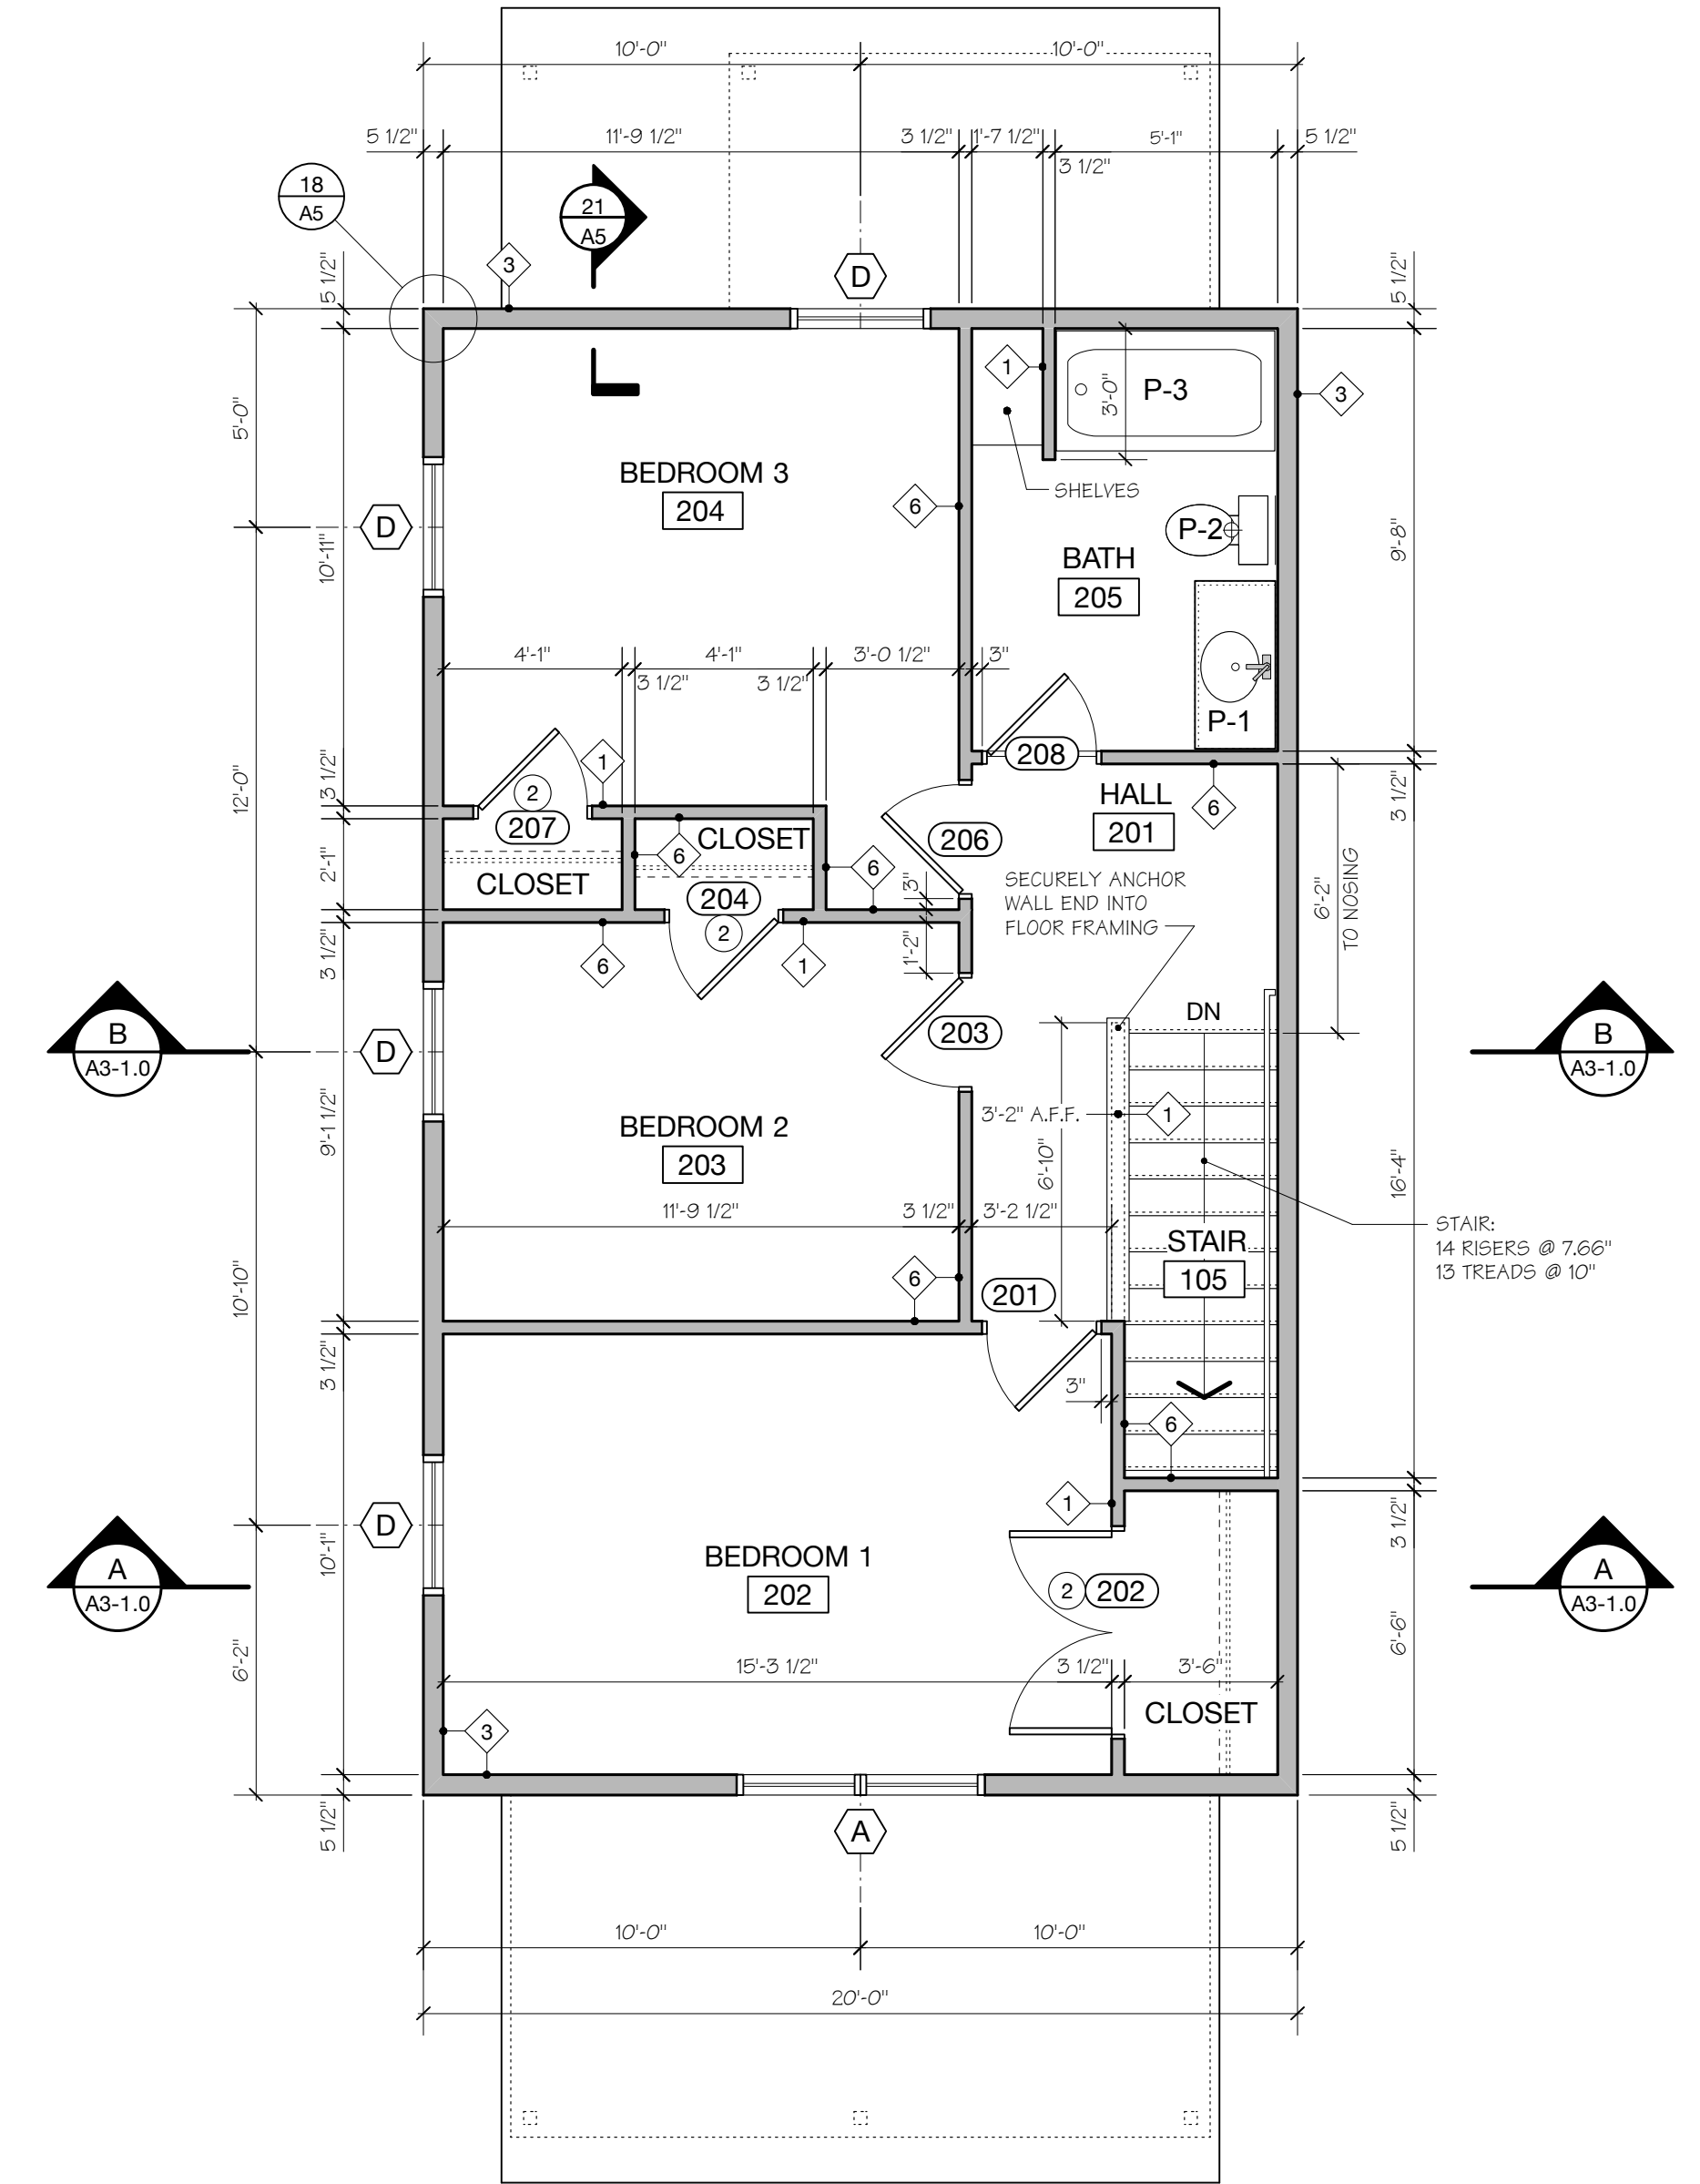 10'-0"
10'-0"
5 1/2"
11'-9 1/2"
3 1/2"
1'-7 1/2"
3 1/2"
5'-1"
5 1/2"
18
A5
21
A5
3
D
5 1/2"
5 1/2"
1
P-3
3
3'-0"
5'-0"
SHELVES
BEDROOM 3
204
6
P-2
D
10'-11"
9'-8"
BATH
205
4'-1"
3 1/2"
4'-1"
3 1/2"
3'-0 1/2"
3"
P-1
208
1
2
207
3 1/2"
12'-0"
HALL
201
6
3 1/2"
206
CLOSET
6
6
204
2
CLOSET
2'-1"
3"
SECURELY ANCHOR
WALL END INTO
FLOOR FRAMING
6'-2"
TO NOSING
3 1/2"
6
1
1'-2"
DN
B
A3-1.0
D
203
B
A3-1.0
9'-1 1/2"
3'-2" A.F.F.
1
BEDROOM 2
203
6'-10"
16'-4"
11'-9 1/2"
3 1/2"
3'-2 1/2"
STAIR:
14 RISERS @ 7.66"
13 TREADS @ 10"
STAIR
105
6
201
10'-10"
3 1/2"
3"
6
1
D
3 1/2"
A
A3-1.0
10'-1"
BEDROOM 1
202
2
202
A
A3-1.0
6'-2"
6'-6"
15'-3 1/2"
3 1/2"
3'-6"
CLOSET
3
5 1/2"
5 1/2"
A
10'-0"
10'-0"
20'-0"